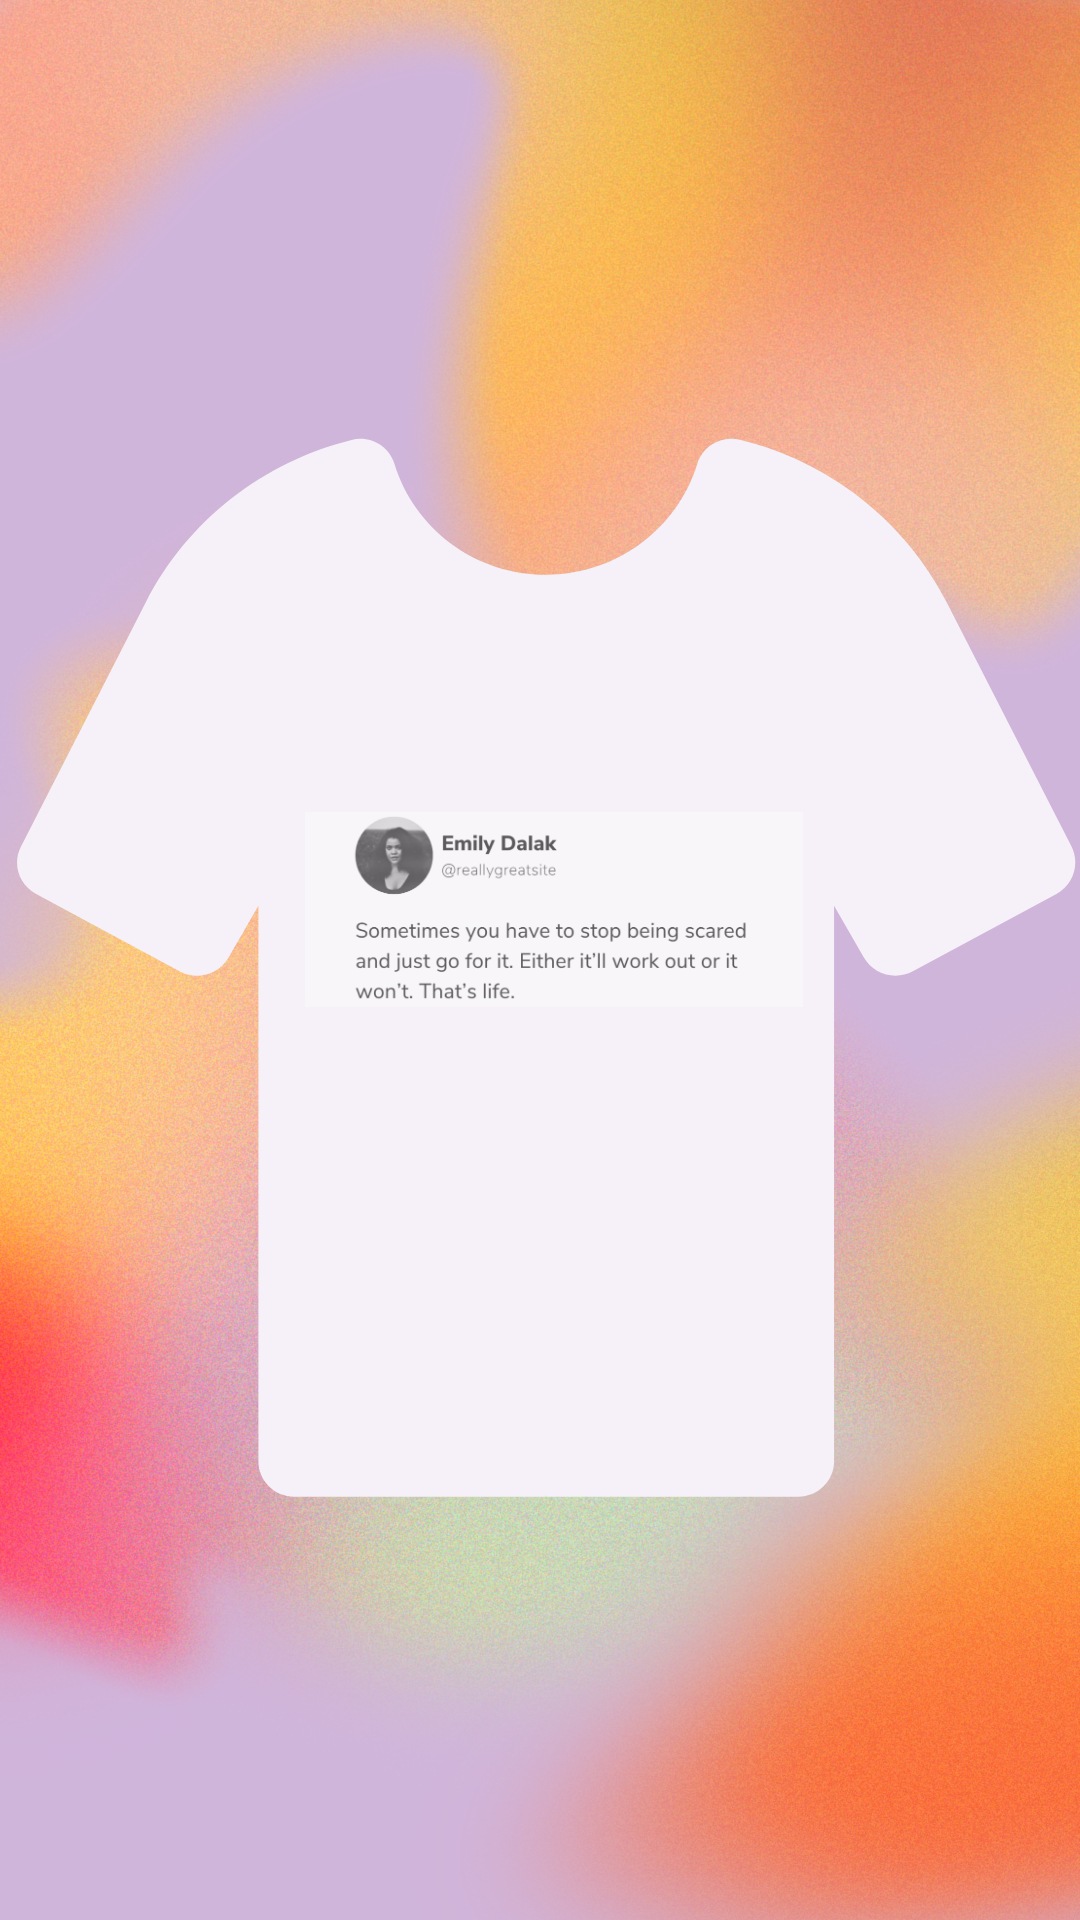 Emily Dalak
@reallygreatsite
Sometimes you have to stop being scared
and just go for it. Either it’ll work out or it
won’t. That’s life.